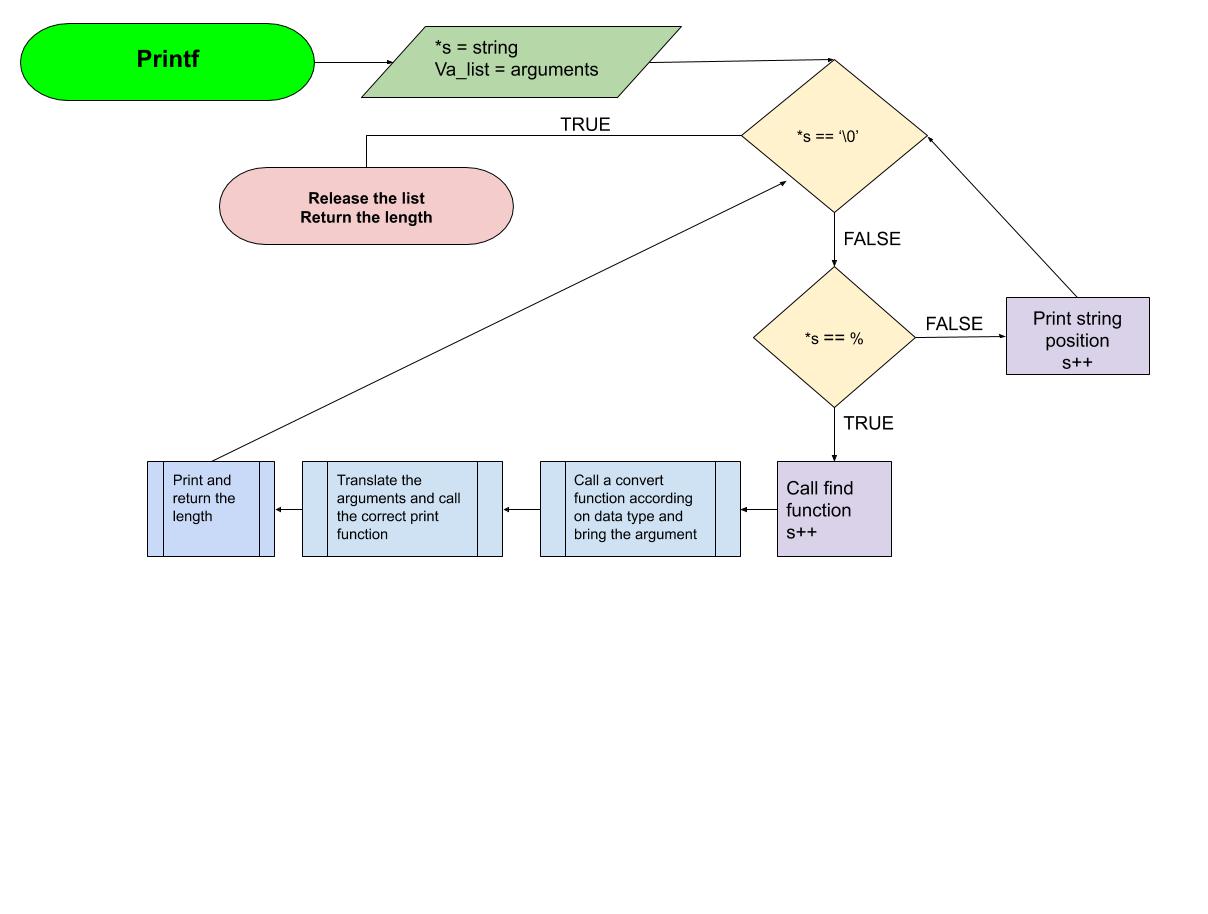 Printf
*s = string
Va_list = arguments
*s == ‘\0’
TRUE
Release the list
Return the length
FALSE
*s == %
FALSE
Print string
position
s++
TRUE
Call find
function
s++
Call a convert
function according
on data type and
bring the argument
Translate the
arguments and call
the correct print
function
Print and
return the
length